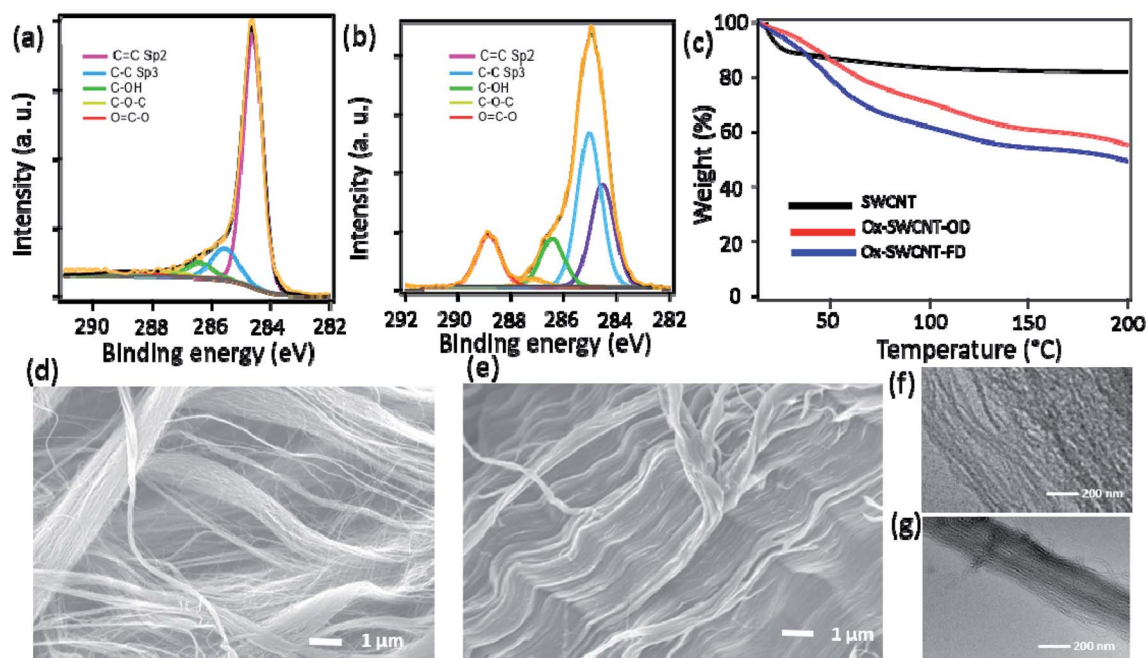 (a)
C=C Sp2
C-C Sp3
C-OH
C-O-C
O=C-O
Intensity (a. u.)
290 288 286 284 282
Binding energy (eV)
(b)
C=C Sp2
C-C Sp3
C-OH
C-O-C
O=C-O
Intensity (a. u.)
292 290 288 286 284 282
Binding energy (eV)
(c)
100
80
60
40
20
0
Weight (%)
SWCNT
Ox-SWCNT-OD
Ox-SWCNT-FD
50 100 150 200
Temperature (°C)
(d)
1 μm
(e)
1 μm
(f)
200 nm
(g)
200 nm